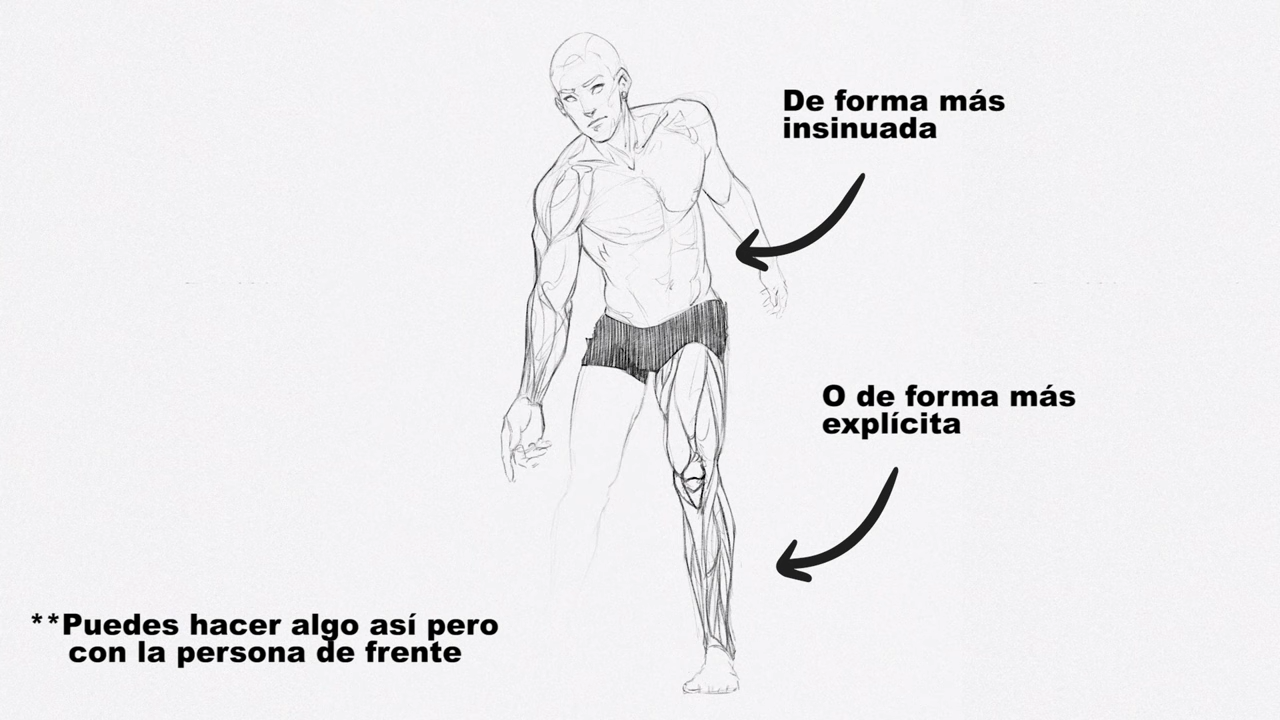 De forma más
insinuada
O de forma más
explícita
**Puedes hacer algo así pero
con la persona de frente